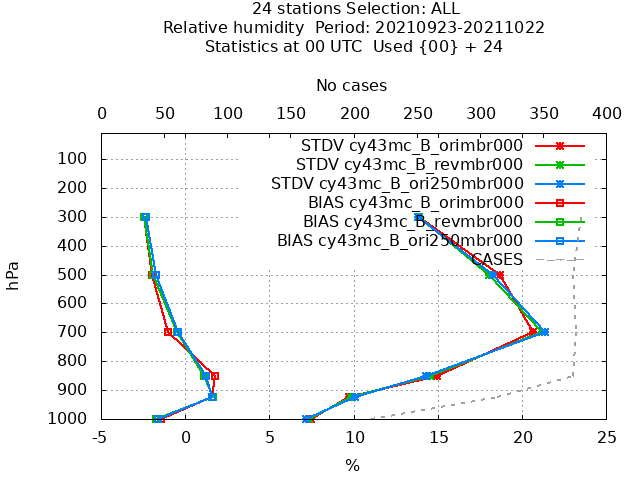 24 stations Selection: ALL
Relative humidity  Period: 20210923-20211022
Statistics at 00 UTC  Used {00} + 24
No cases
0 50 100 150 200 250 300 350 400
STDV cy43mc_B_orimbr000
100
STDV cy43mc_B_revmbr000
STDV cy43mc_B_ori250mbr000
200
BIAS cy43mc_B_orimbr000
300
BIAS cy43mc_B_revmbr000
BIAS cy43mc_B_ori250mbr000
400
CASES
500
hPa
600
700
800
900
1000
-5 0 5 10 15 20 25
%